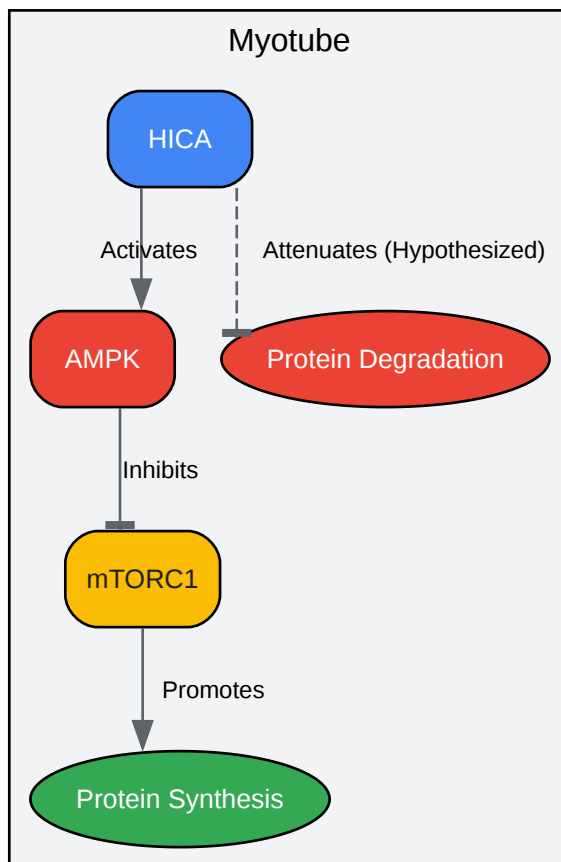 Myotube
HICA
Activates
Attenuates (Hypothesized)
AMPK
Protein Degradation
Inhibits
mTORC1
Promotes
Protein Synthesis